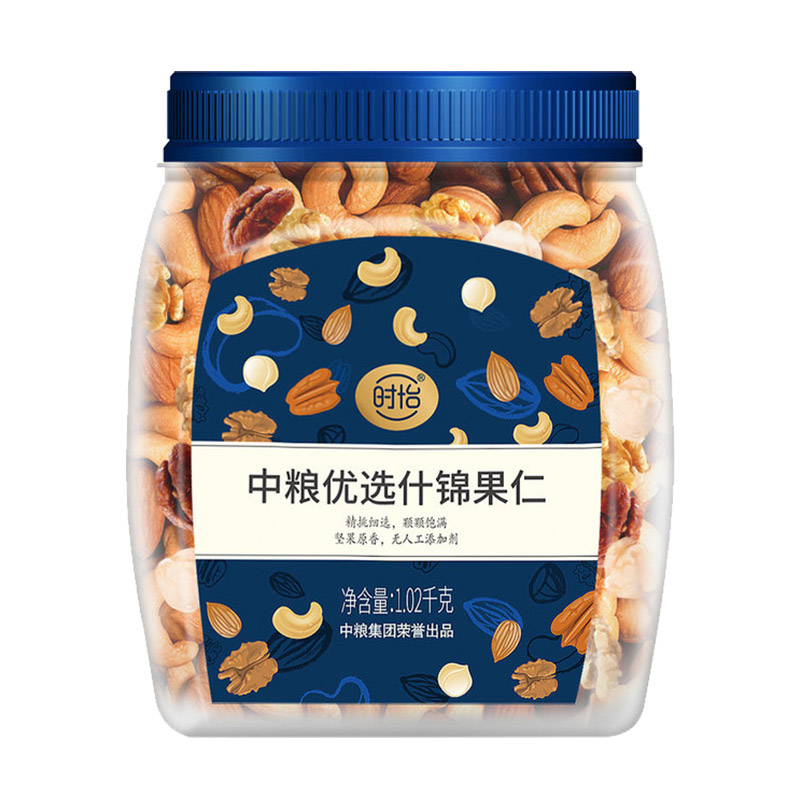 时怡®
中粮优选什锦果仁
精挑细选，颗颗饱满
坚果原香，无人工添加剂
净含量:1.02千克
中粮集团荣誉出品